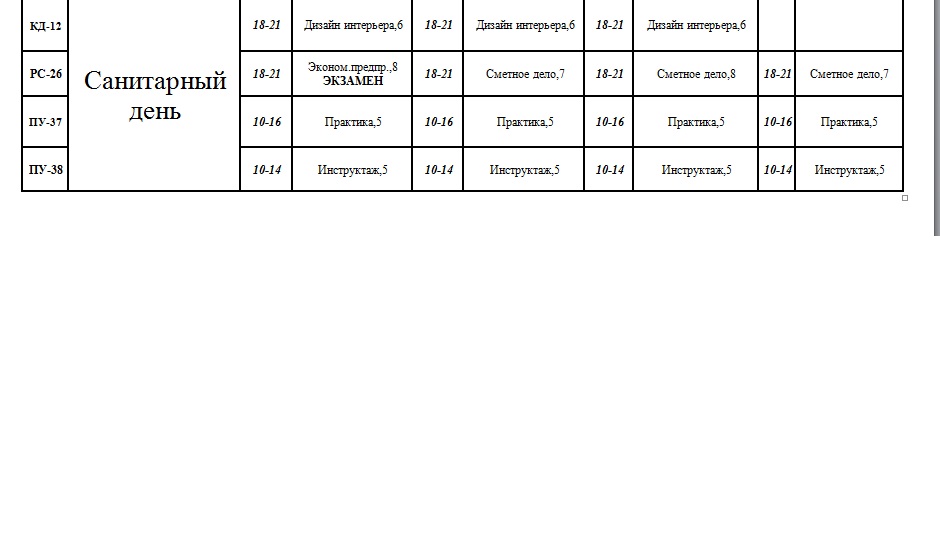 КД-12
Санитарный
день
18-21
Дизайн интерьера,6
18-21
Дизайн интерьера,6
18-21
Дизайн интерьера,6
РС-26
18-21
Эконом.предпр.,8
ЭКЗАМЕН
18-21
Сметное дело,7
18-21
Сметное дело,8
18-21
Сметное дело,7
ПУ-37
10-16
Практика,5
10-16
Практика,5
10-16
Практика,5
10-16
Практика,5
ПУ-38
10-14
Инструктаж,5
10-14
Инструктаж,5
10-14
Инструктаж,5
10-14
Инструктаж,5